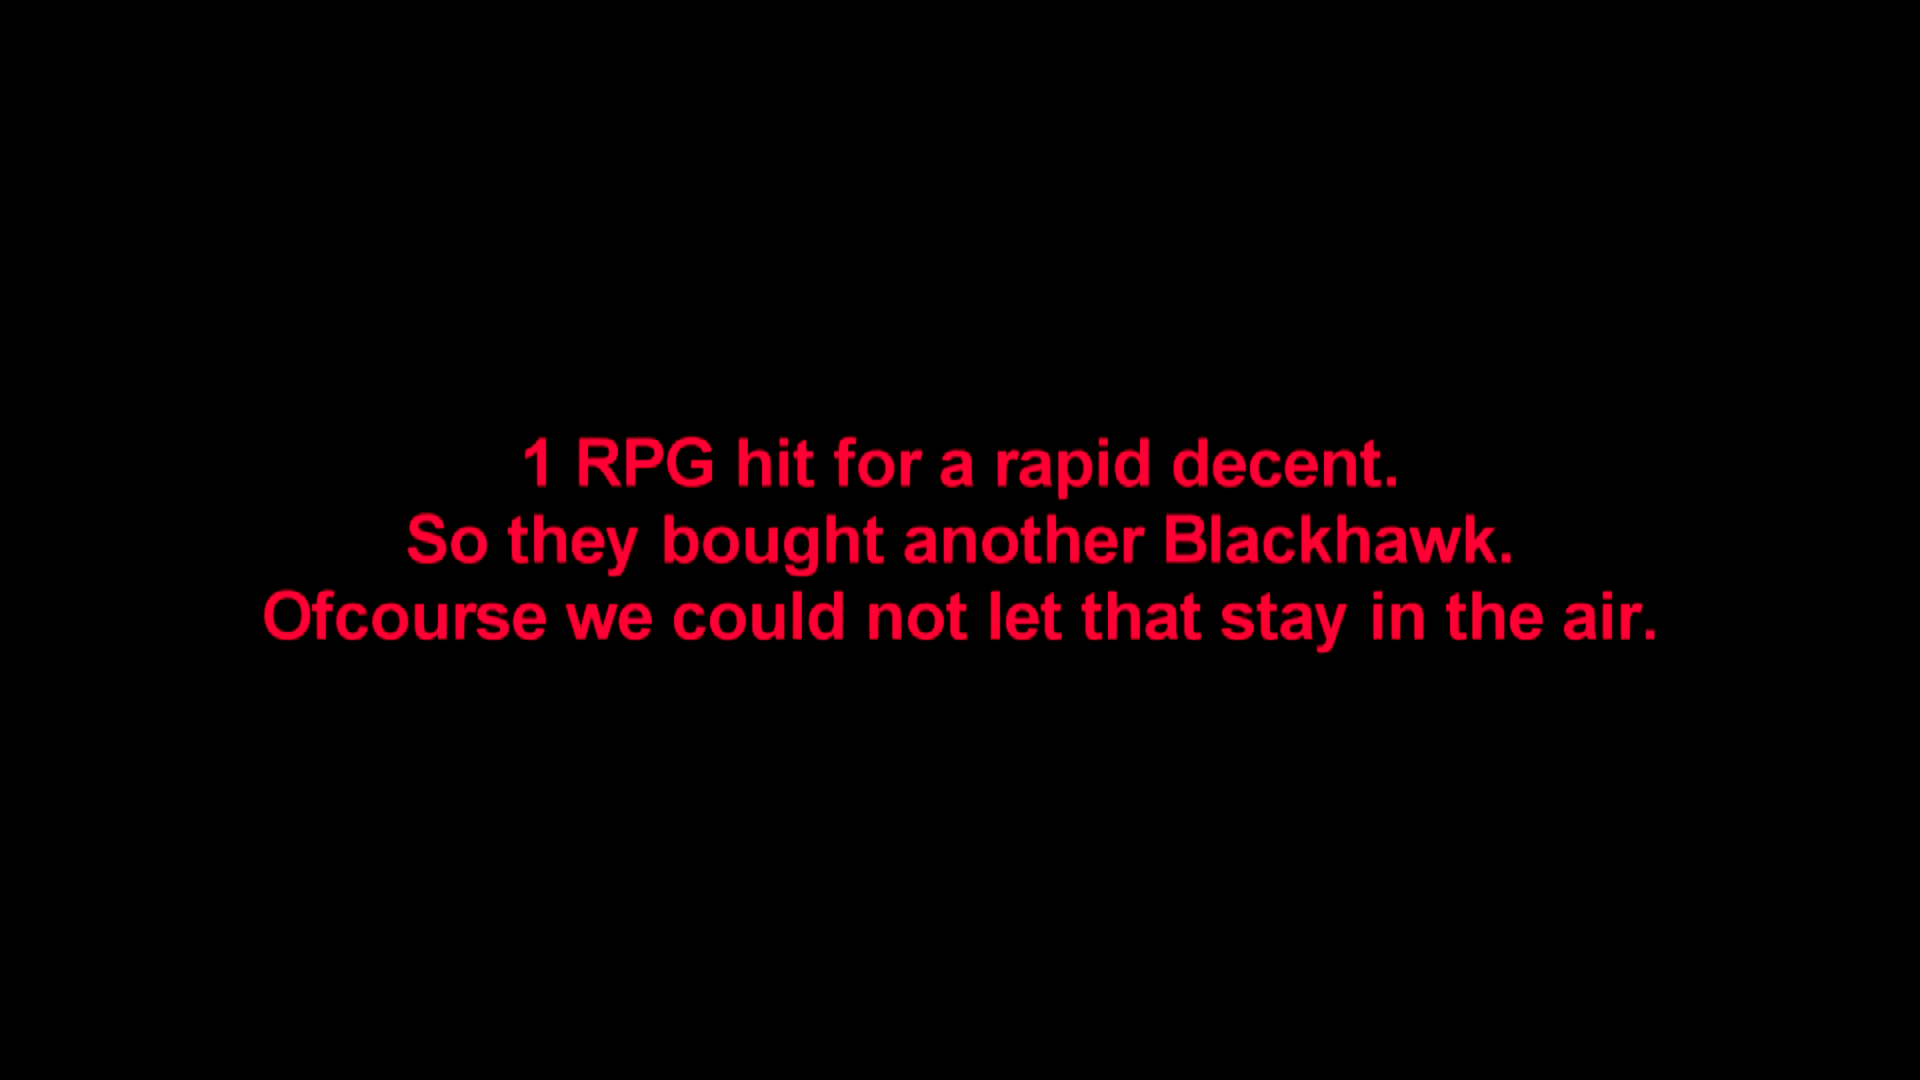 1 RPG hit for a rapid decent.
So they bought another Blackhawk.
Ofcourse we could not let that stay in the air.